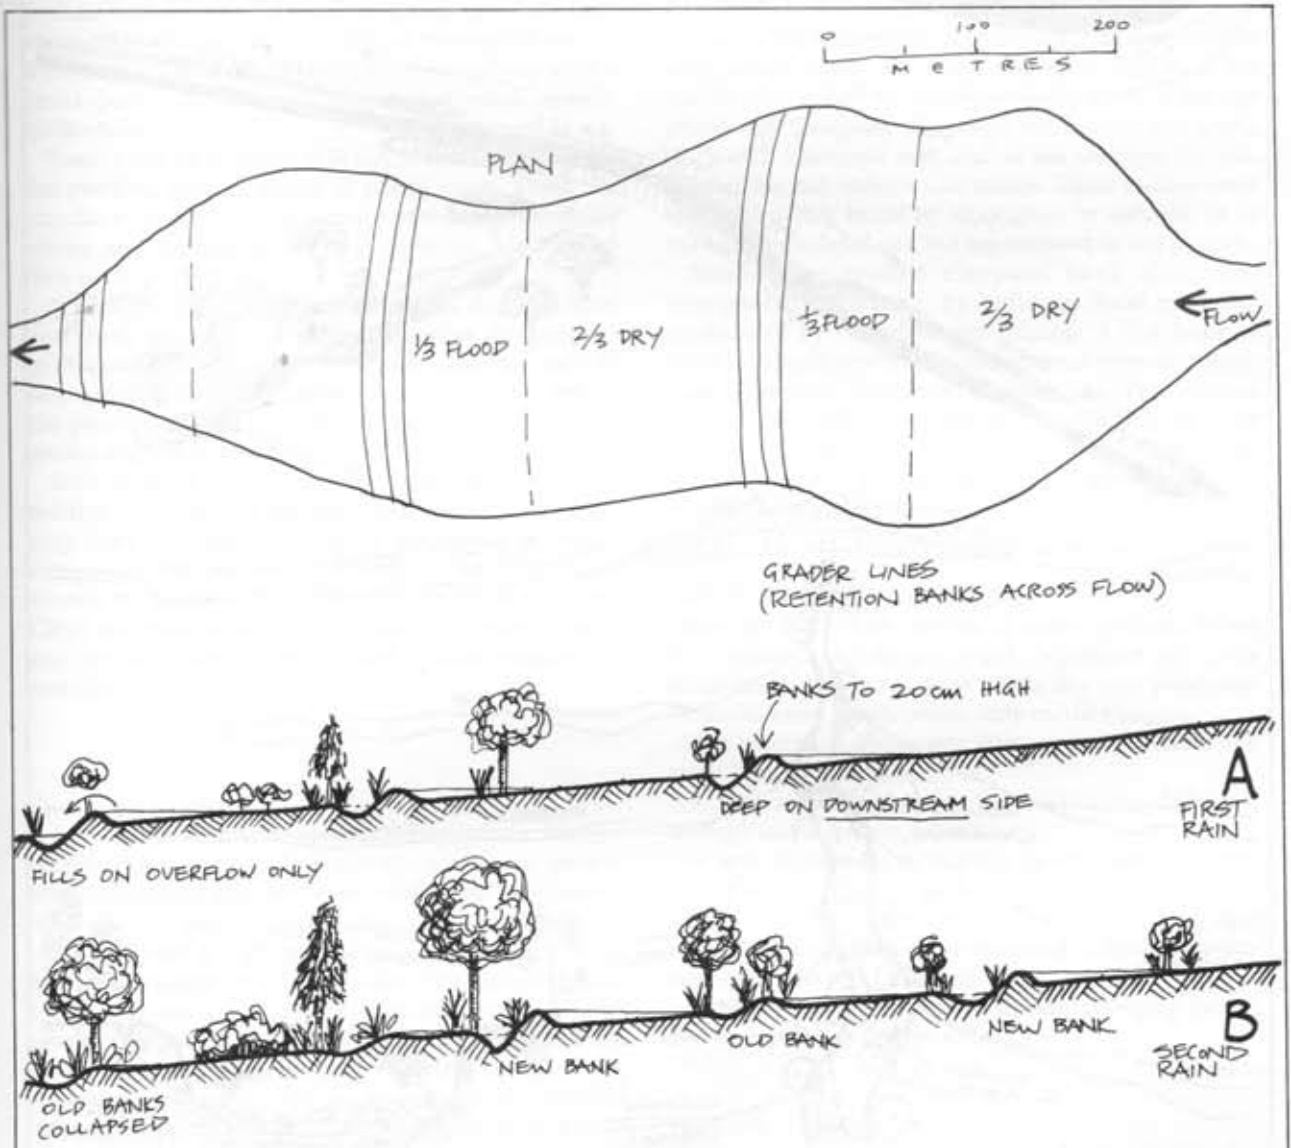 0 100 200
METRES
PLAN
1/3 FLOOD
2/3 DRY
1/3 FLOOD
2/3 DRY
FLOW
GRADER LINES
(RETENTION BANKS ACROSS FLOW)
BANKS TO 20cm HIGH
DEEP ON DOWNSTREAM SIDE
A
FIRST
RAIN
FILLS ON OVERFLOW ONLY
OLD BANK
NEW BANK
B
NEW BANK
SECOND
RAIN
OLD BANKS
COLLAPSED